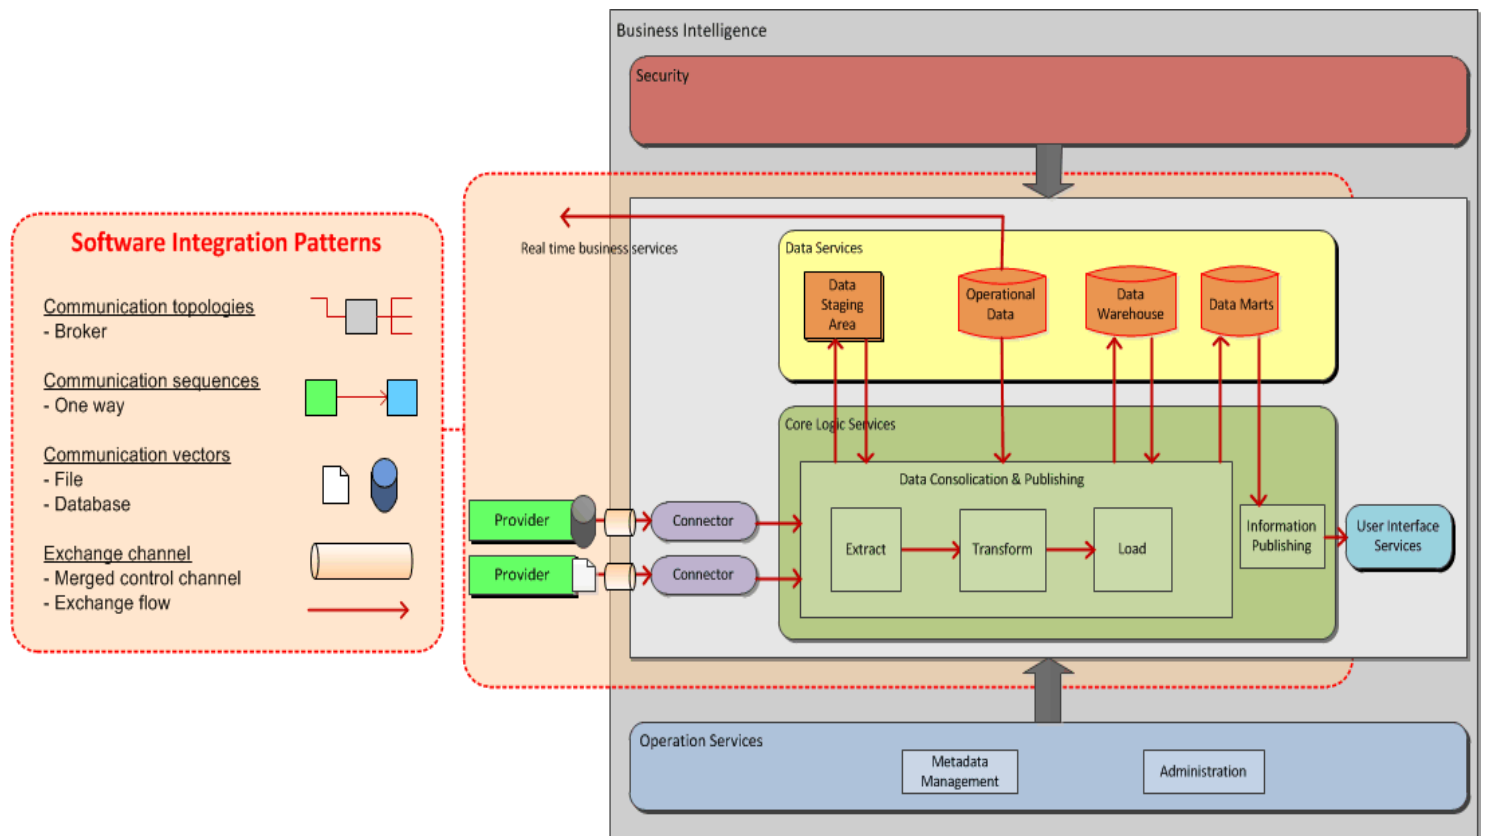 Business Intelligence
Security
Software Integration Patterns
Communication topologies
- Broker
Communication sequences
- One way
Communication vectors
- File
- Database
Exchange channel
- Merged control channel
- Exchange flow
Real time business services
Data Services
Data
Staging
Area
Operational
Data
Data
Warehouse
Data Marts
Core Logic Services
Data Consolication & Publishing
Provider
Connector
Provider
Connector
Extract
Transform
Load
Information
Publishing
User Interface
Services
Operation Services
Metadata
Management
Administration